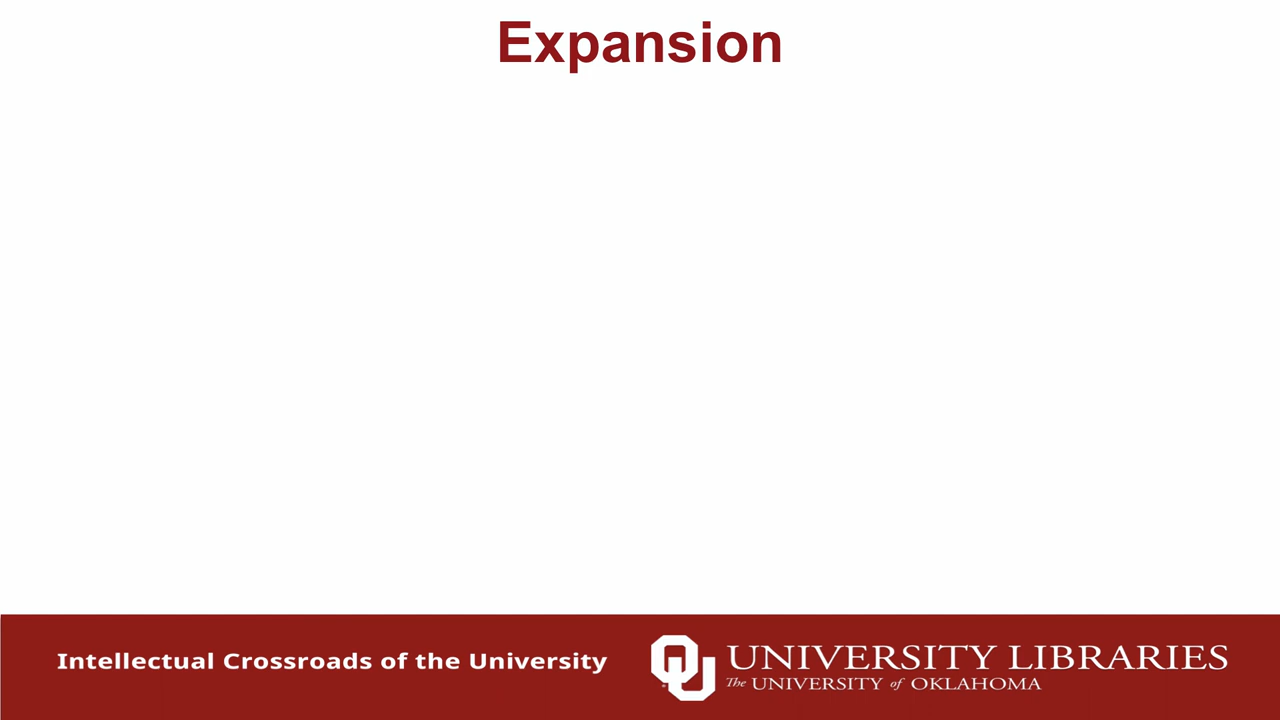 Expansion
Intellectual Crossroads of the University
OU
UNIVERSITY LIBRARIES
The UNIVERSITY of OKLAHOMA